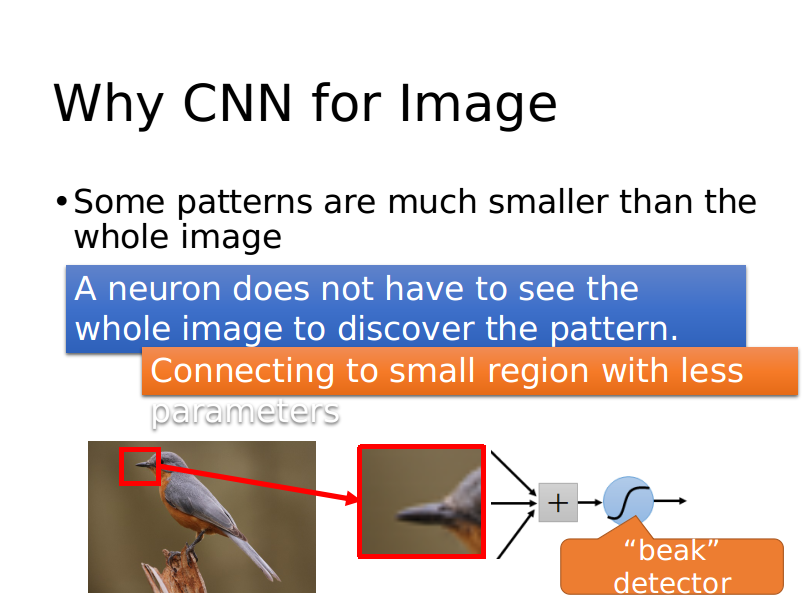 Why CNN for Image
•Some patterns are much smaller than the
whole image
A neuron does not have to see the
whole image to discover the pattern.
Connecting to small region with less
parameters
+
“beak”
detector